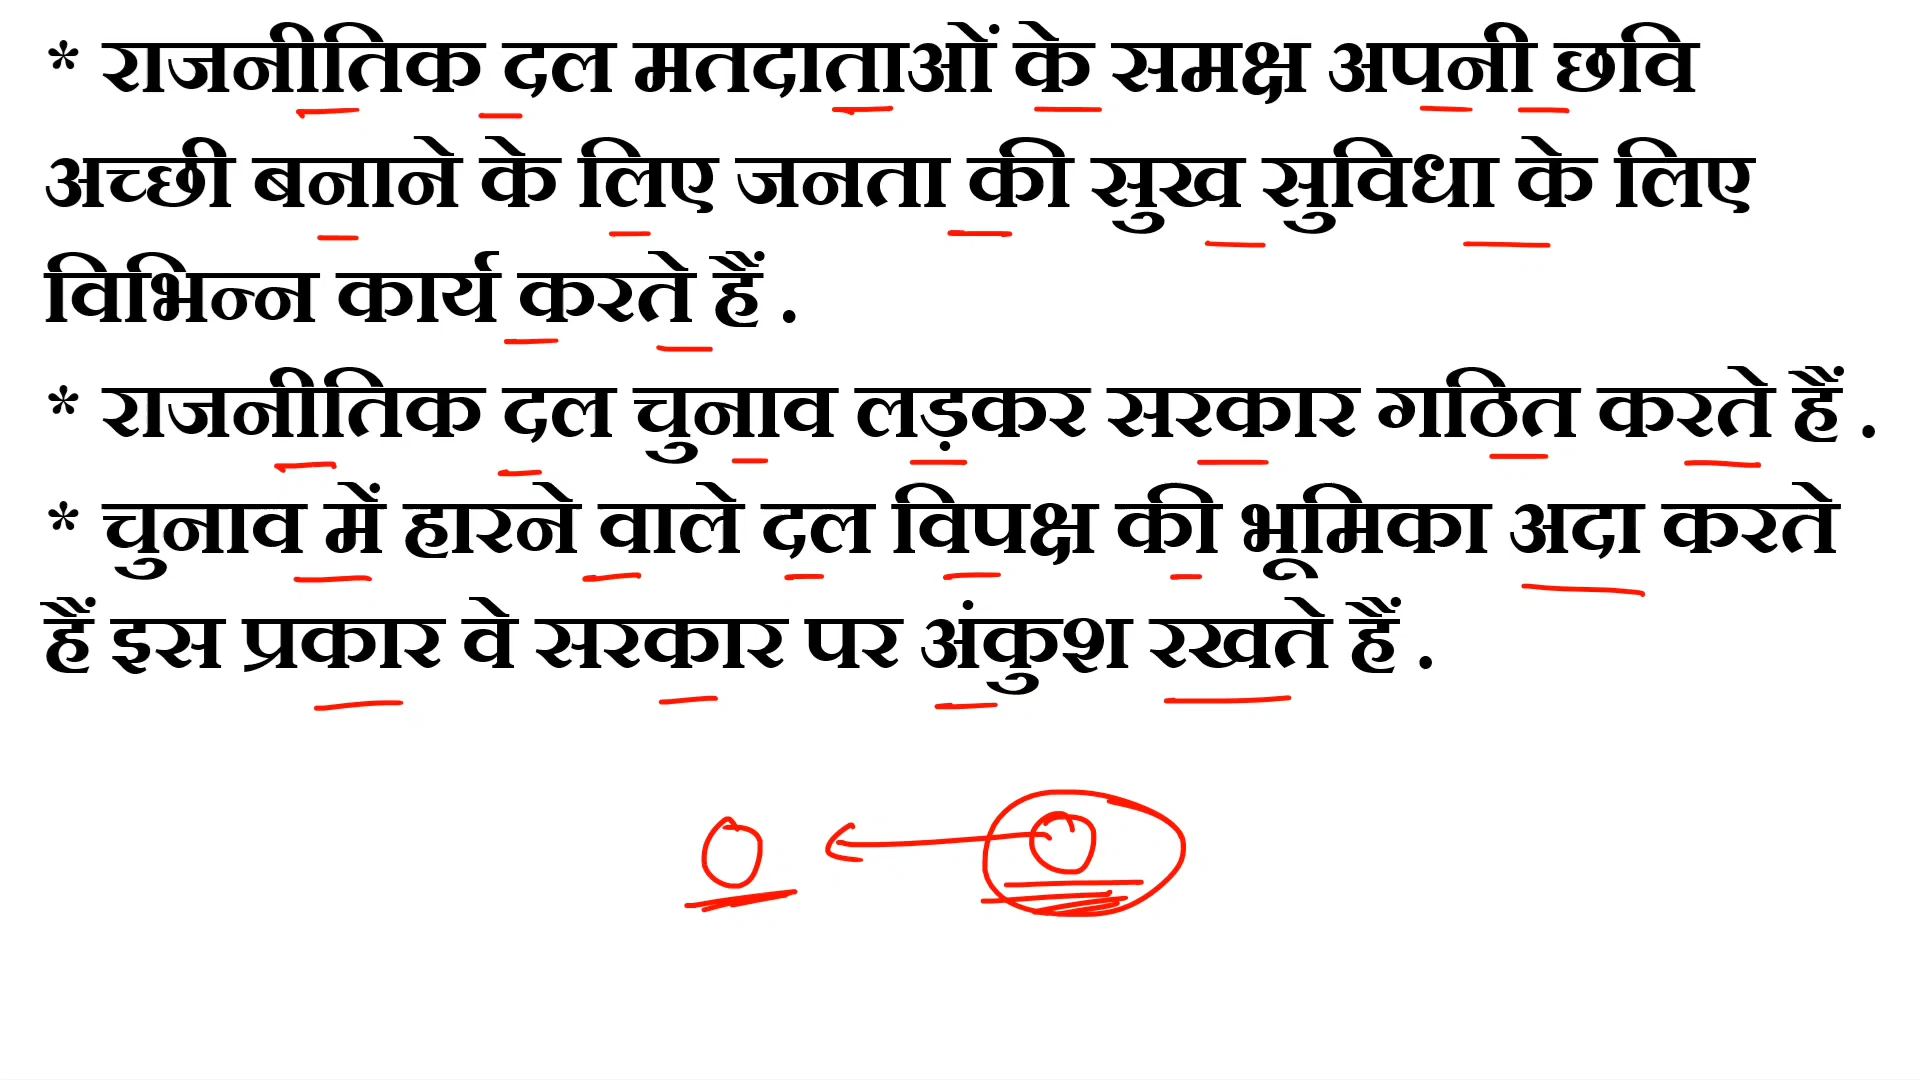 * राजनीतिक दल मतदाताओं के समक्ष अपनी छवि
अच्छी बनाने के लिए जनता की सुख सुविधा के लिए
विभिन्न कार्य करते हैं .
* राजनीतिक दल चुनाव लड़कर सरकार गठित करते हैं .
* चुनाव में हारने वाले दल विपक्ष की भूमिका अदा करते
हैं इस प्रकार वे सरकार पर अंकुश रखते हैं .